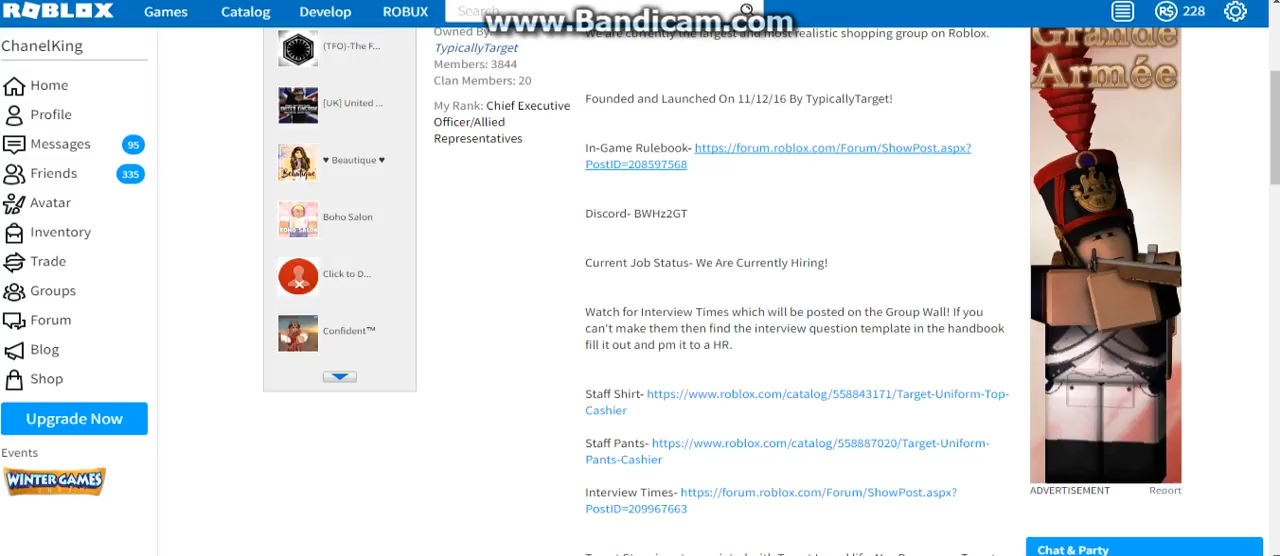 ROBLOX
Games
Catalog
Develop
ROBUX
Search
www.Bandicam.com
228
ChanelKing
Home
Profile
Messages
95
Friends
335
Avatar
Inventory
Trade
Groups
Forum
Blog
Shop
Upgrade Now
Events
WINTER GAMES
(TFO)-The F...
[UK] United ...
♥ Beautique ♥
Boho Salon
Click to D...
Confident™
Owned By
TypicallyTarget
Members: 3844
Clan Members: 20
My Rank: Chief Executive
Officer/Allied
Representatives
We are currently the largest and most realistic shopping group on Roblox.
Founded and Launched On 11/12/16 By TypicallyTarget!
In-Game Rulebook- https://forum.roblox.com/Forum/ShowPost.aspx?
PostID=208597568
Discord- BWHz2GT
Current Job Status- We Are Currently Hiring!
Watch for Interview Times which will be posted on the Group Wall! If you
can't make them then find the interview question template in the handbook
fill it out and pm it to a HR.
Staff Shirt- https://www.roblox.com/catalog/558843171/Target-Uniform-Top-
Cashier
Staff Pants- https://www.roblox.com/catalog/558887020/Target-Uniform-
Pants-Cashier
Interview Times- https://forum.roblox.com/Forum/ShowPost.aspx?
PostID=209967663
Grande
Armée
ADVERTISEMENT
Report
Chat & Party